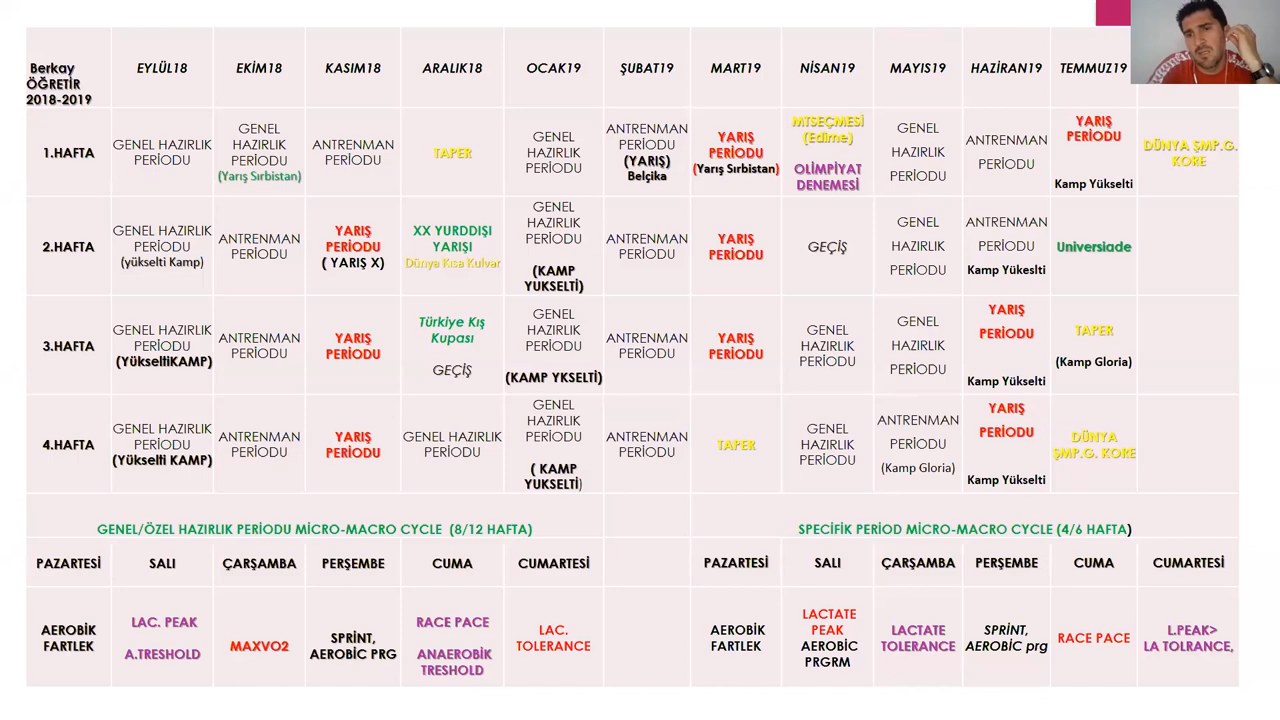 Berkay
ÖĞRETİR
2018-2019
EYLÜL18
EKİM18
KASIM18
ARALIK18
OCAK19
ŞUBAT19
MART19
NİSAN19
MAYIS19
HAZİRAN19
TEMMUZ19
1.HAFTA
GENEL HAZIRLIK
PERİODU
GENEL
HAZIRLIK
PERİODU
(Yarış Sırbistan)
ANTRENMAN
PERİODU
TAPER
GENEL
HAZIRLIK
PERİODU
ANTRENMAN
PERİODU
(YARIŞ)
Belçika
YARIŞ
PERİODU
(Yarış Sırbistan)
MTSEÇMESİ
(Edirne)
OLİMPİYAT
DENEMESİ
GENEL
HAZIRLIK
PERİODU
ANTRENMAN
PERİODU
YARIŞ
PERİODU
Kamp Yükselti
DÜNYA ŞMP.G.
KORE
2.HAFTA
GENEL HAZIRLIK
PERİODU
(yükselti Kamp)
ANTRENMAN
PERİODU
YARIŞ
PERİODU
( YARIŞ X)
XX YURDDIŞI
YARIŞI
Dünya Kısa Kulvar
GENEL
HAZIRLIK
PERİODU
(KAMP
YUKSELTİ)
ANTRENMAN
PERİODU
YARIŞ
PERİODU
GEÇİŞ
GENEL
HAZIRLIK
PERİODU
ANTRENMAN
PERİODU
Kamp Yükeslti
Universiade
3.HAFTA
GENEL HAZIRLIK
PERİODU
(YükseltiKAMP)
ANTRENMAN
PERİODU
YARIŞ
PERİODU
Türkiye Kış
Kupası
GEÇİŞ
GENEL
HAZIRLIK
PERİODU
(KAMP YKSELTİ)
ANTRENMAN
PERİODU
YARIŞ
PERİODU
GENEL
HAZIRLIK
PERİODU
GENEL
HAZIRLIK
PERİODU
YARIŞ
PERİODU
Kamp Yükselti
TAPER
(Kamp Gloria)
4.HAFTA
GENEL HAZIRLIK
PERİODU
(Yükselti KAMP)
ANTRENMAN
PERİODU
YARIŞ
PERİODU
GENEL HAZIRLIK
PERİODU
GENEL
HAZIRLIK
PERİODU
( KAMP
YUKSELTİ)
ANTRENMAN
PERİODU
TAPER
GENEL
HAZIRLIK
PERİODU
ANTRENMAN
PERİODU
(Kamp Gloria)
YARIŞ
PERİODU
Kamp Yükselti
DÜNYA
ŞMP.G. KORE
GENEL/ÖZEL HAZIRLIK PERİODU MİCRO-MACRO CYCLE (8/12 HAFTA)
SPECİFİK PERİOD MİCRO-MACRO CYCLE (4/6 HAFTA)
PAZARTESİ
SALI
ÇARŞAMBA
PERŞEMBE
CUMA
CUMARTESİ
PAZARTESİ
SALI
ÇARŞAMBA
PERŞEMBE
CUMA
CUMARTESİ
AEROBİK
FARTLEK
LAC. PEAK
A.TRESHOLD
MAXVO2
SPRİNT,
AEROBİC PRG
RACE PACE
ANAEROBİK
TRESHOLD
LAC.
TOLERANCE
AEROBİK
FARTLEK
LACTATE
PEAK
AEROBİC
PRGRM
LACTATE
TOLERANCE
SPRİNT,
AEROBİC prg
RACE PACE
L.PEAK>
LA TOLRANCE,